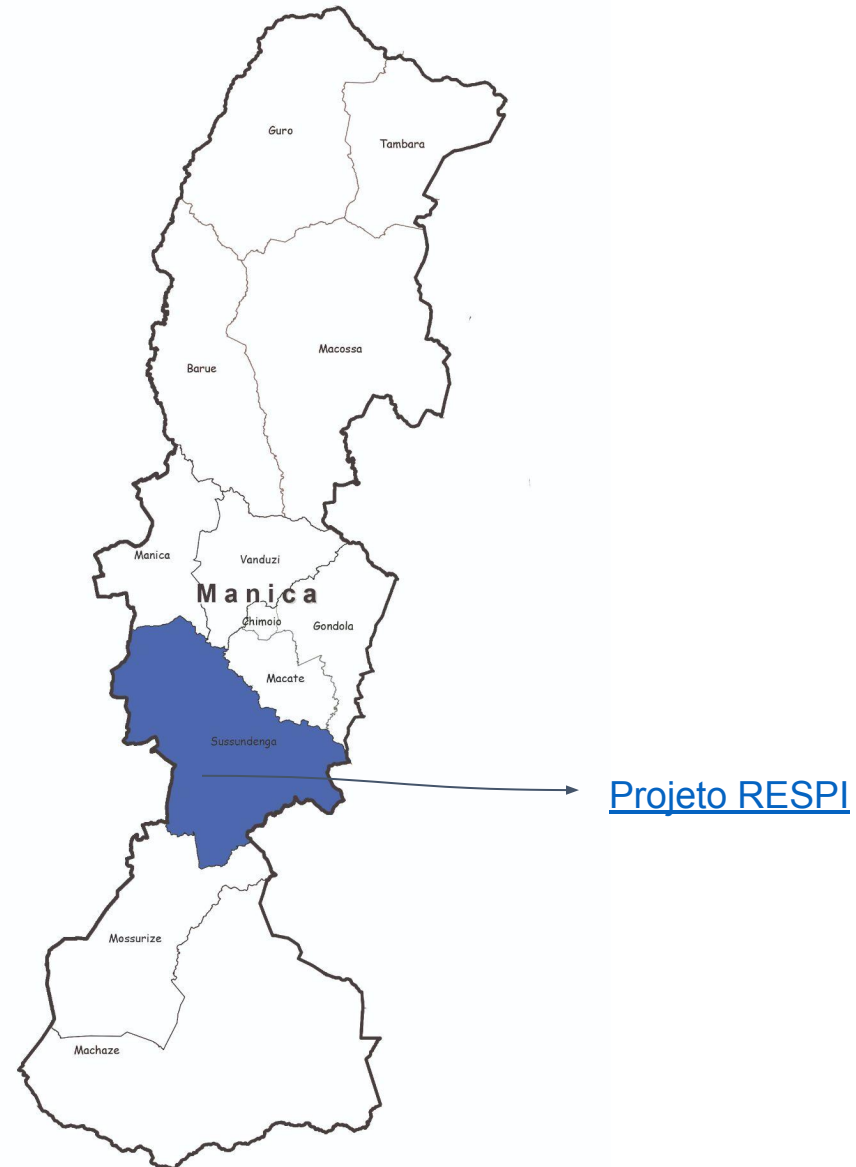 Guro
Tambara
Macossa
Barue
Manica
Vanduzi
Manica
Chimoio
Gondola
Macate
Sussundenga
Projeto RESPI
Mossurize
Machaze